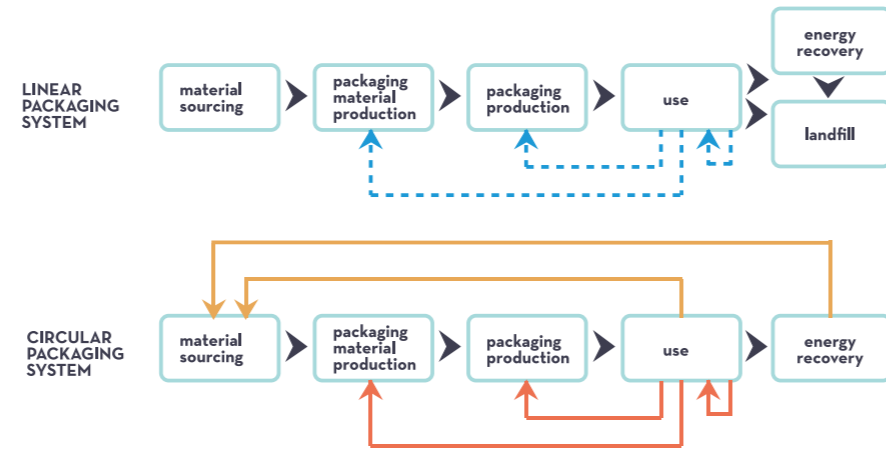 LINEAR
PACKAGING
SYSTEM
material
sourcing
packaging
material
production
packaging
production
use
energy
recovery
landfill
CIRCULAR
PACKAGING
SYSTEM
material
sourcing
packaging
material
production
packaging
production
use
energy
recovery